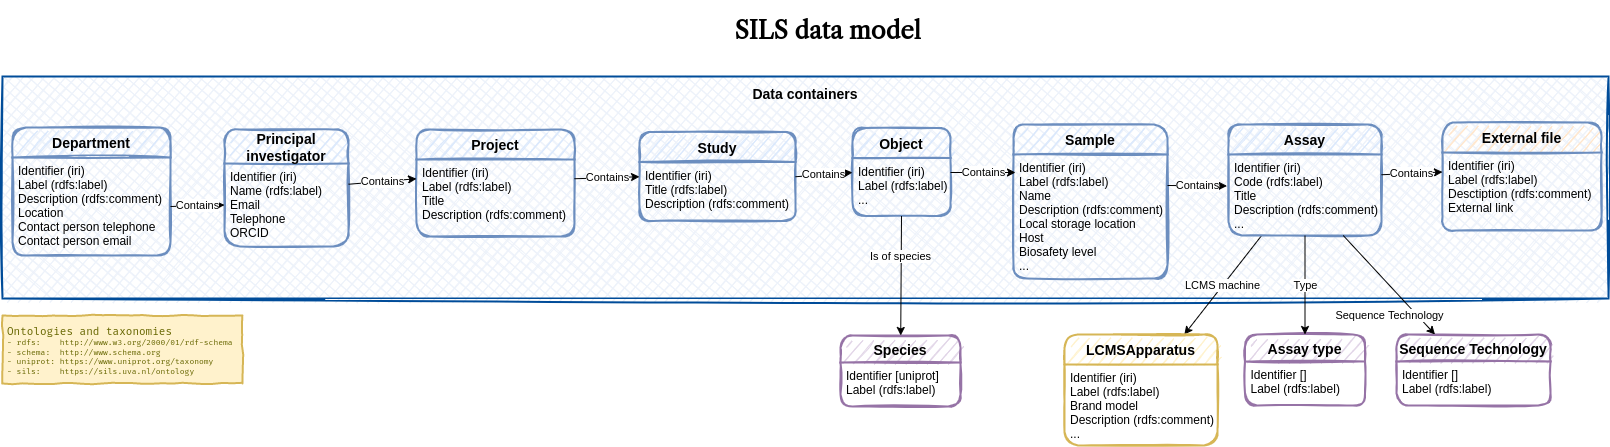 SILS data model
Data containers
Department
Identifier (iri)
Label (rdfs:label)
Description (rdfs:comment)
Location
Contact person telephone
Contact person email
Contains
Principal
investigator
Identifier (iri)
Name (rdfs:label)
Email
Telephone
ORCID
Contains
Project
Identifier (iri)
Label (rdfs:label)
Title
Description (rdfs:comment)
Contains
Study
Identifier (iri)
Title (rdfs:label)
Description (rdfs:comment)
Contains
Object
Identifier (iri)
Label (rdfs:label)
...
Contains
Sample
Identifier (iri)
Label (rdfs:label)
Name
Description (rdfs:comment)
Local storage location
Host
Biosafety level
...
Contains
Assay
Identifier (iri)
Code (rdfs:label)
Title
Description (rdfs:comment)
...
Contains
External file
Identifier (iri)
Label (rdfs:label)
Desctiption (rdfs:comment)
External link
Is of species
LCMS machine
Type
Sequence Technology
Ontologies and taxonomies
- rdfs: http://www.w3.org/2000/01/rdf-schema
- schema: http://www.schema.org
- uniprot: https://www.uniprot.org/taxonomy
- sils: https://sils.uva.nl/ontology
Species
Identifier [uniprot]
Label (rdfs:label)
LCMSApparatus
Identifier (iri)
Label (rdfs:label)
Brand model
Description (rdfs:comment)
...
Assay type
Identifier []
Label (rdfs:label)
Sequence Technology
Identifier []
Label (rdfs:label)